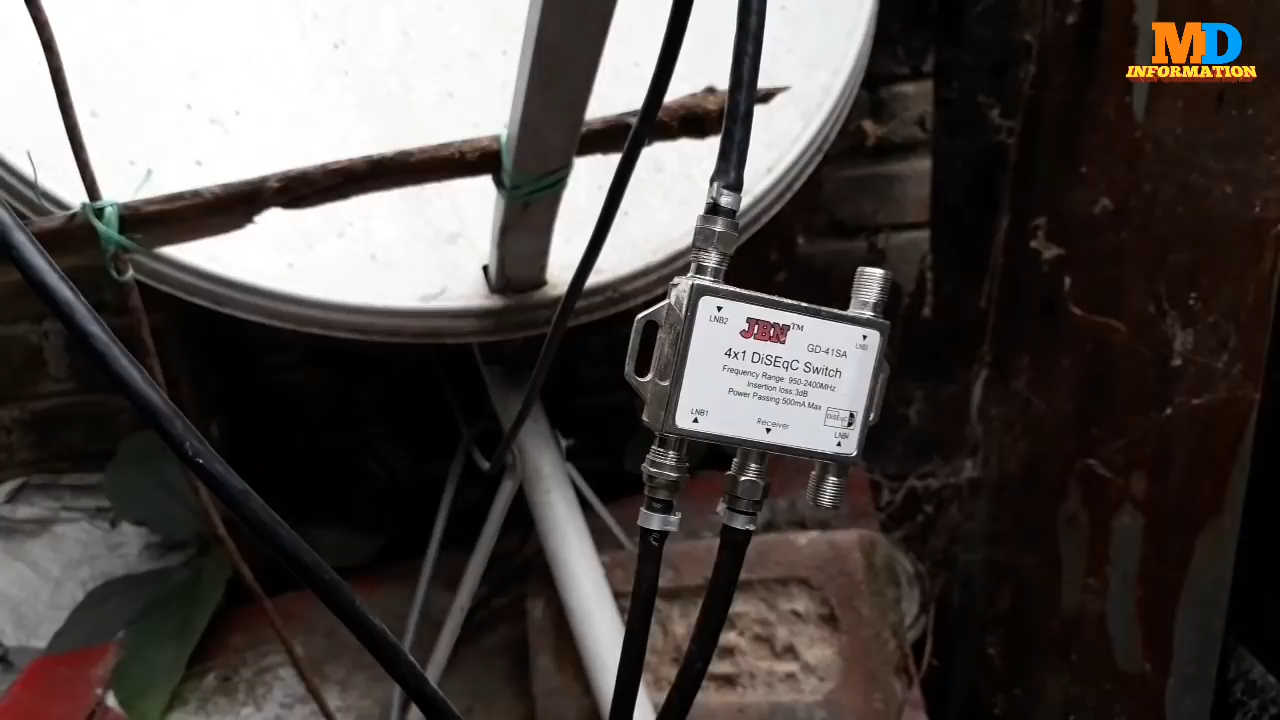 MD
INFORMATION
LNB2
JBN™
GD-41SA
LNB3
4x1 DiSEqC Switch
Frequency Range: 950-2400MHz
Insertion loss:3dB
Power Passing:500mA Max
DiSEqC
LNB1
Receiver
LNB4